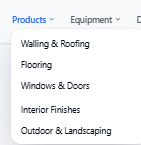 Products Equipment
Walling & Roofing
Flooring
Windows & Doors
Interior Finishes
Outdoor & Landscaping